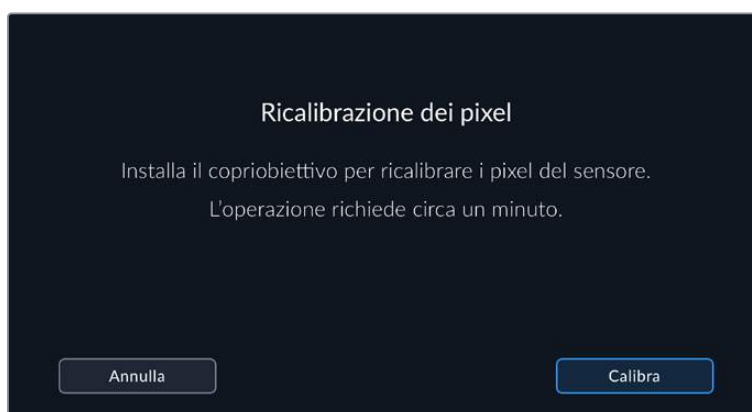 Ricalibrazione dei pixel
Installa il copriobiettivo per ricalibrare i pixel del sensore.
L’operazione richiede circa un minuto.
Annulla
Calibra